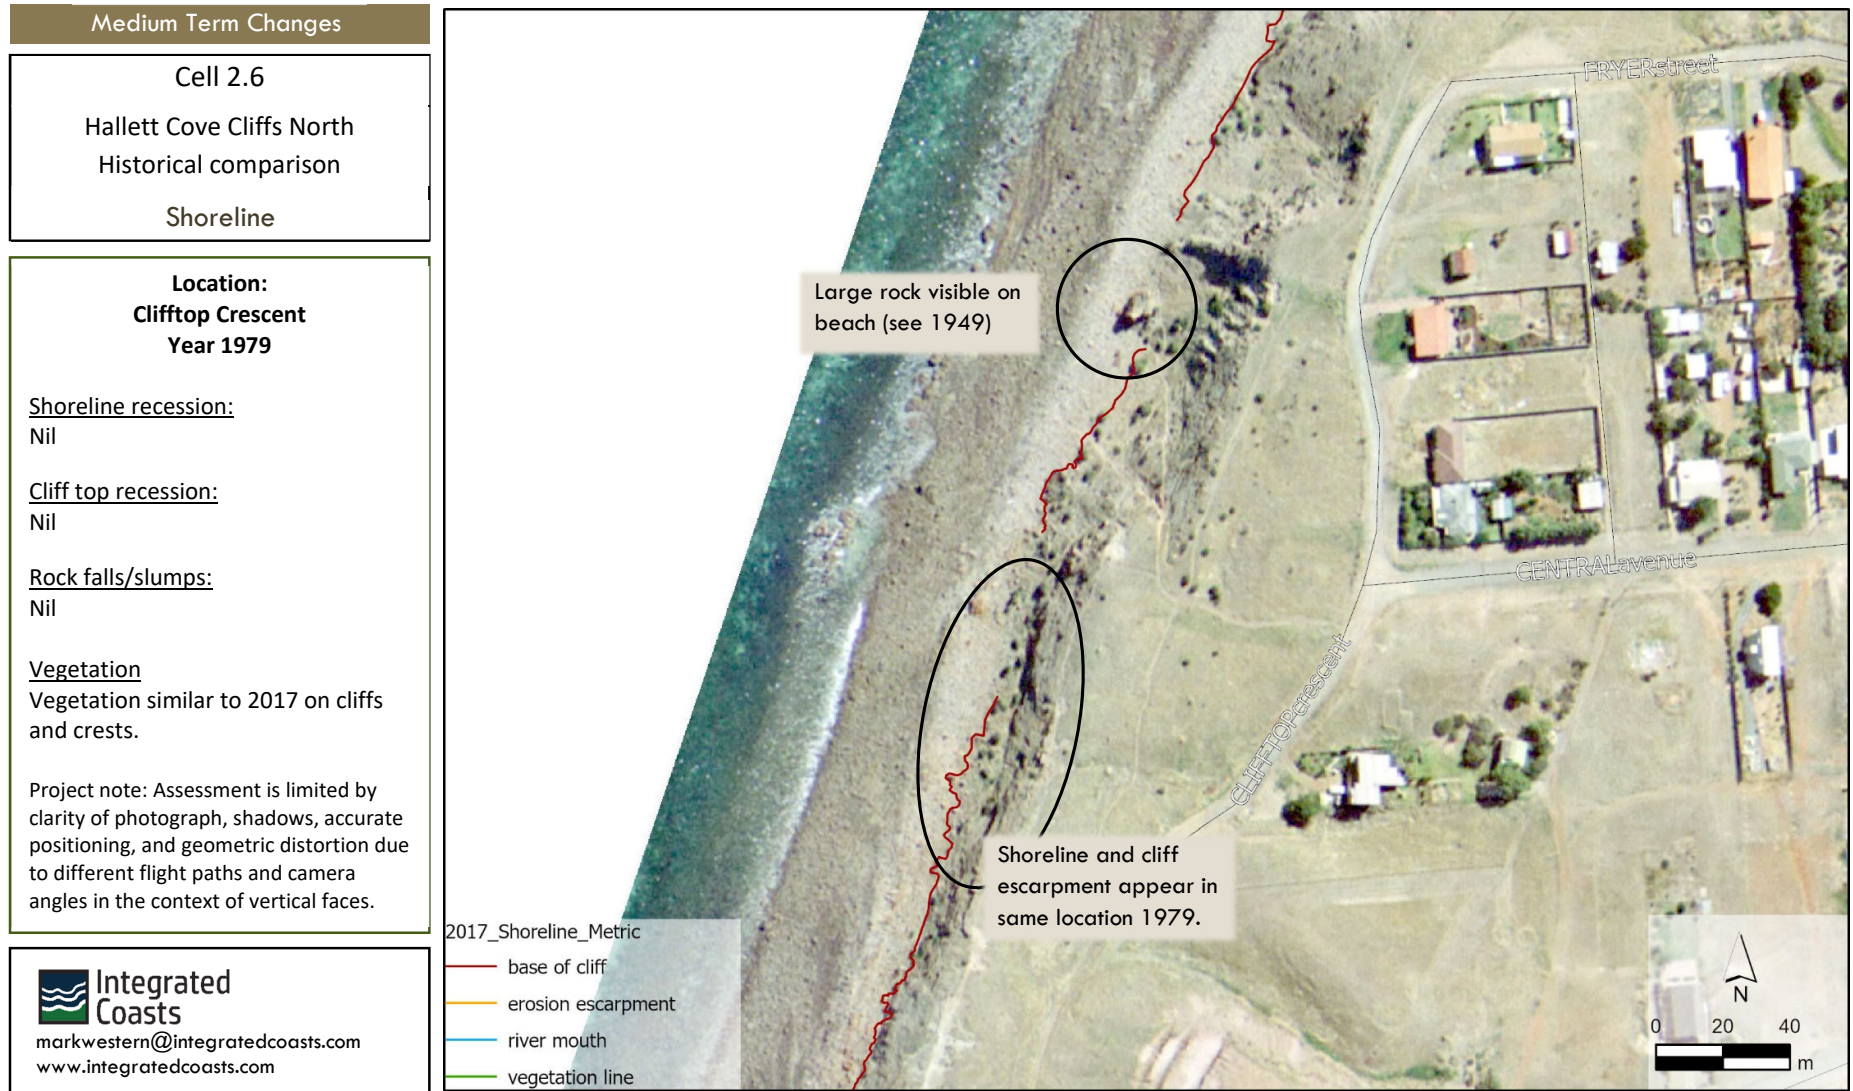 Medium Term Changes
Cell 2.6
Hallett Cove Cliffs North
Historical comparison
Shoreline
Location:
Clifftop Crescent
Year 1979
Shoreline recession:
Nil
Cliff top recession:
Nil
Rock falls/slumps:
Nil
Vegetation
Vegetation similar to 2017 on cliffs
and crests.
Project note: Assessment is limited by
clarity of photograph, shadows, accurate
positioning, and geometric distortion due
to different flight paths and camera
angles in the context of vertical faces.
Integrated
Coasts
markwestern@integratedcoasts.com
www.integratedcoasts.com
FRYERstreet
Large rock visible on
beach (see 1949)
CENTRALavenue
CLIFFTOPcrescent
Shoreline and cliff
escarpment appear in
same location 1979.
2017_Shoreline_Metric
base of cliff
erosion escarpment
river mouth
vegetation line
N
0 20 40
m